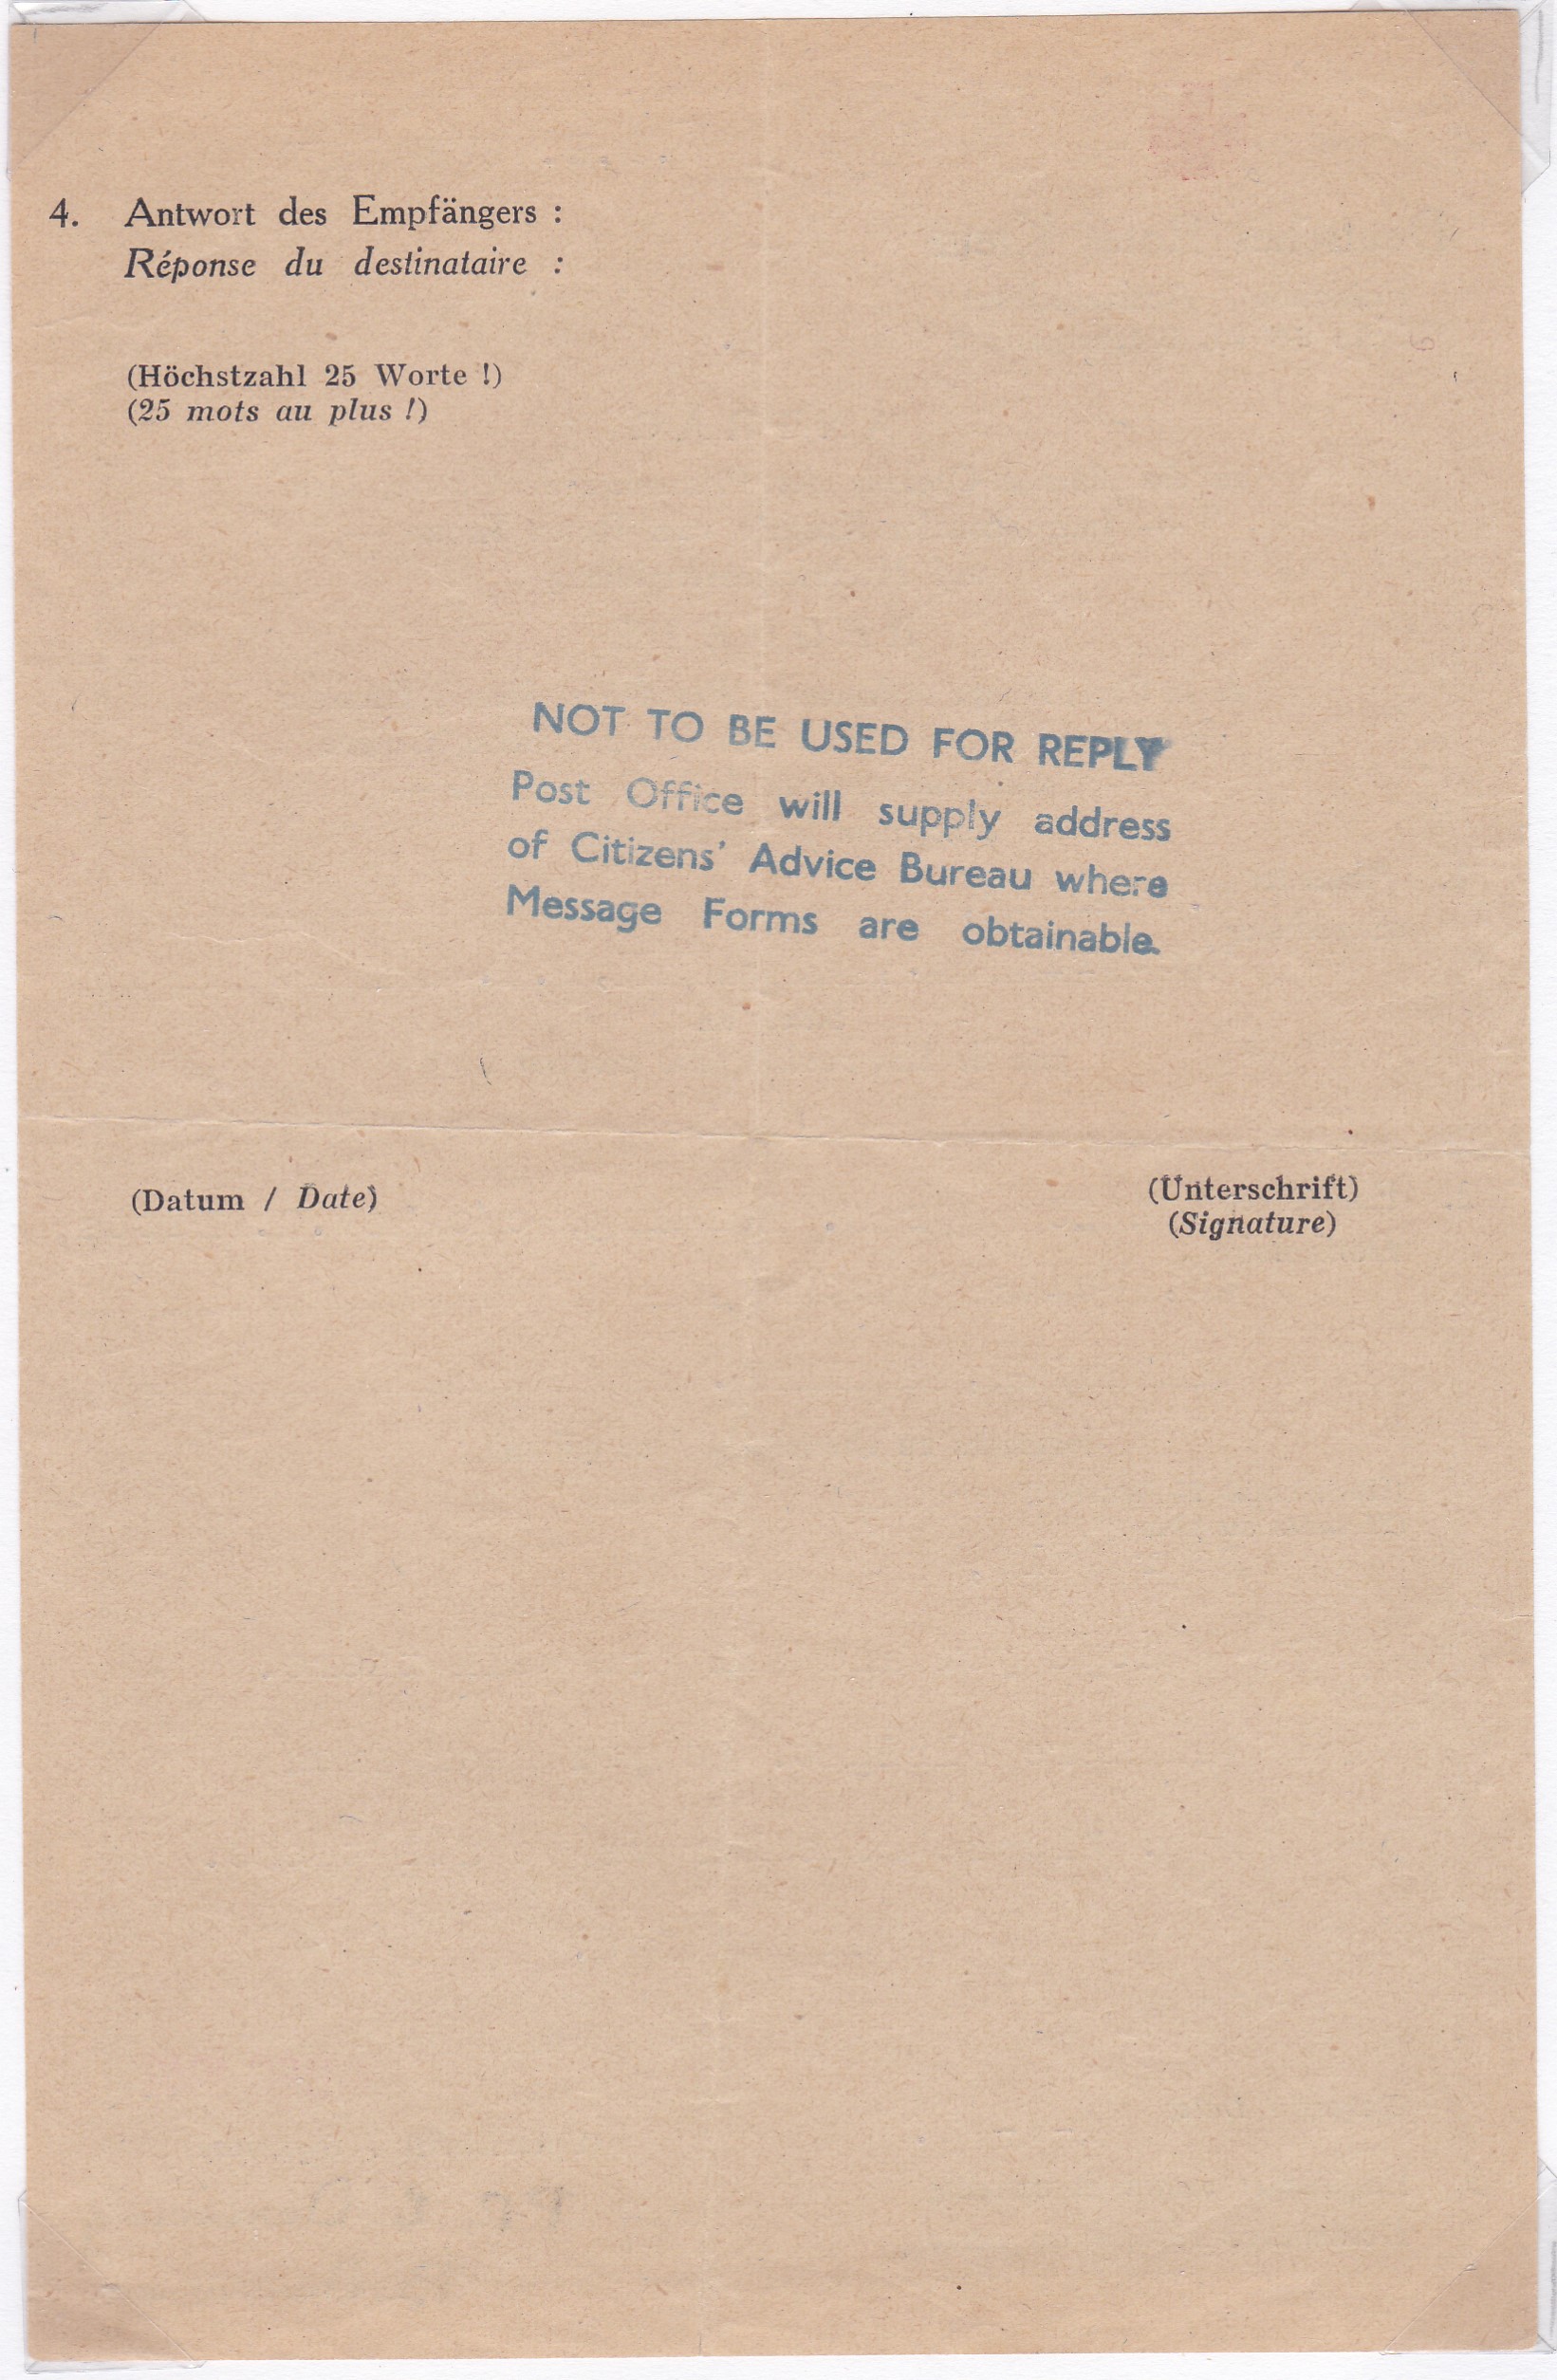 4. Antwort des Empfängers :
Réponse du destinataire :
(Höchstzahl 25 Worte !)
(25 mots au plus !)
NOT TO BE USED FOR REPLY
Post Office will supply address
of Citizens' Advice Bureau where
Message Forms are obtainable.
(Datum / Date)
(Unterschrift)
(Signature)